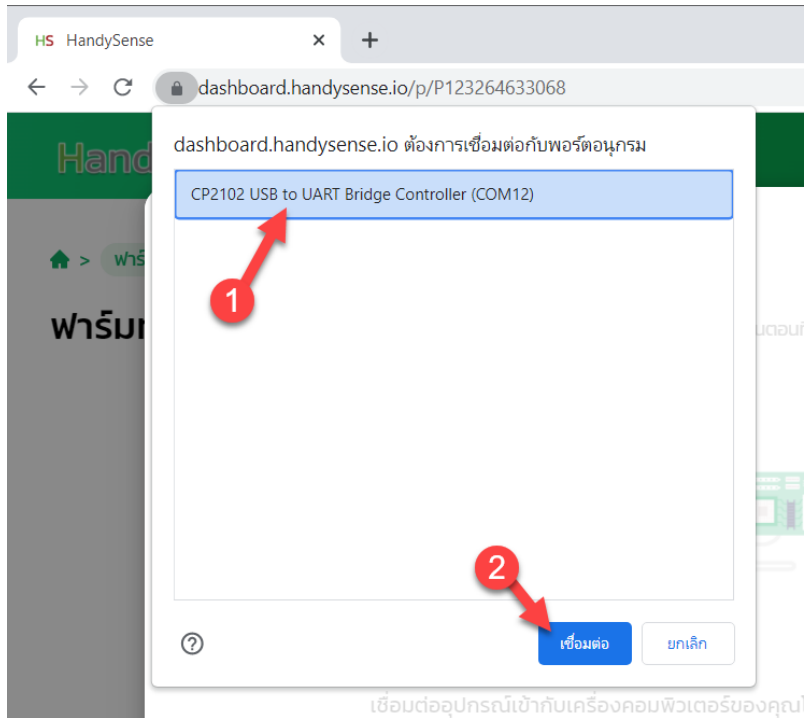 HS HandySense
dashboard.handysense.io/p/P123264633068
Hand
dashboard.handysense.io ต้องการเชื่อมต่อกับพอร์ตอนุกรม
CP2102 USB to UART Bridge Controller (COM12)
1
> ฟาร์
ฟาร์ม
2
เชื่อมต่อ ยกเลิก
เชื่อมต่ออุปกรณ์เข้ากับเครื่องคอมพิวเตอร์ของคุณ